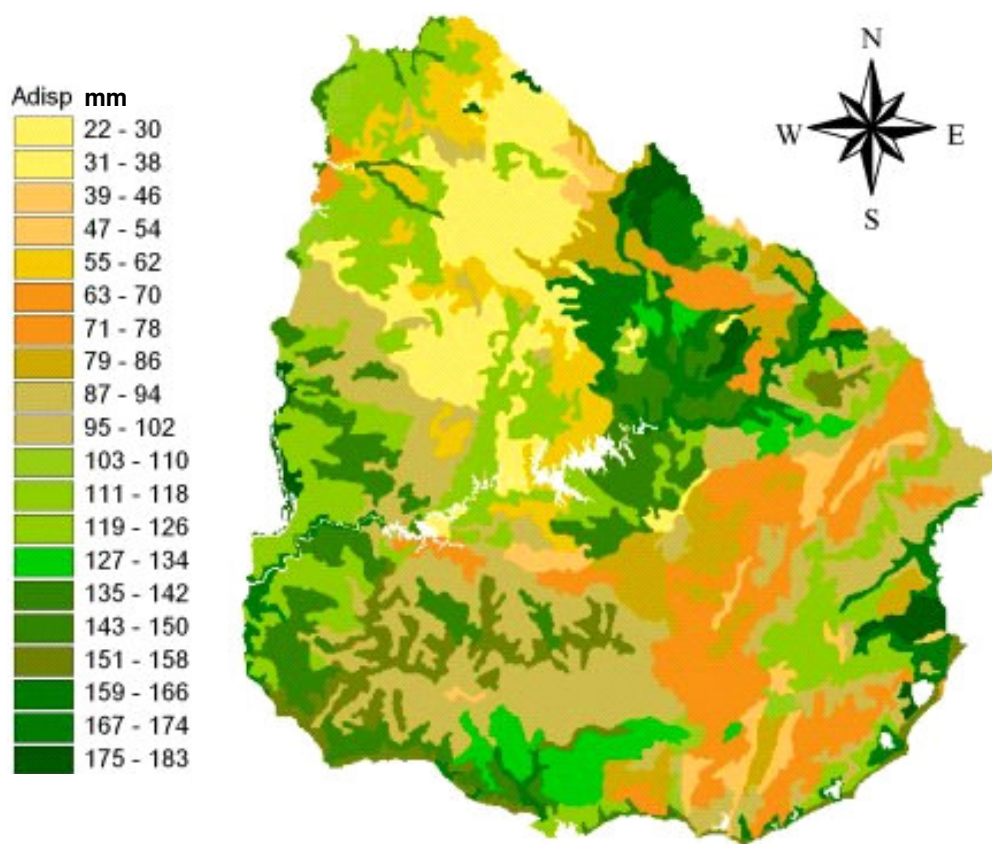 Adisp mm
22 - 30
31 - 38
39 - 46
47 - 54
55 - 62
63 - 70
71 - 78
79 - 86
87 - 94
95 - 102
103 - 110
111 - 118
119 - 126
127 - 134
135 - 142
143 - 150
151 - 158
159 - 166
167 - 174
175 - 183
N
W E
S